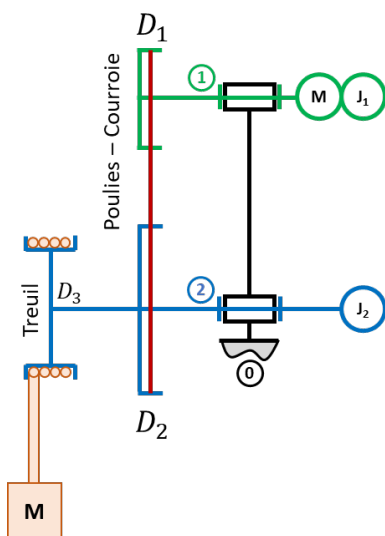 D₁
1
M
J₁
Poulies – Courroie
Treuil
D₃
2
J₂
0
D₂
M